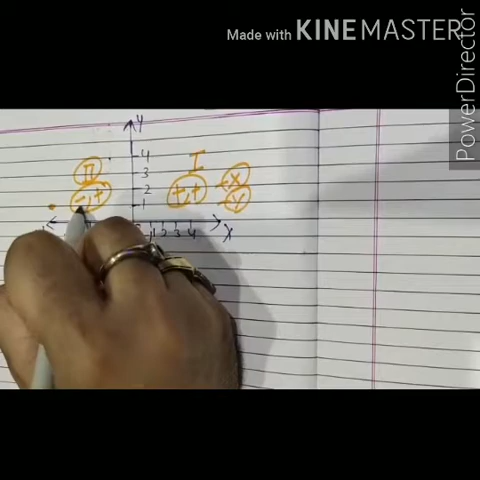 Made with KINEMASTER
PowerDirector
Y
4
I
II
3
+X
-,+
2
+,+
+Y
1
1 2 3 4
X